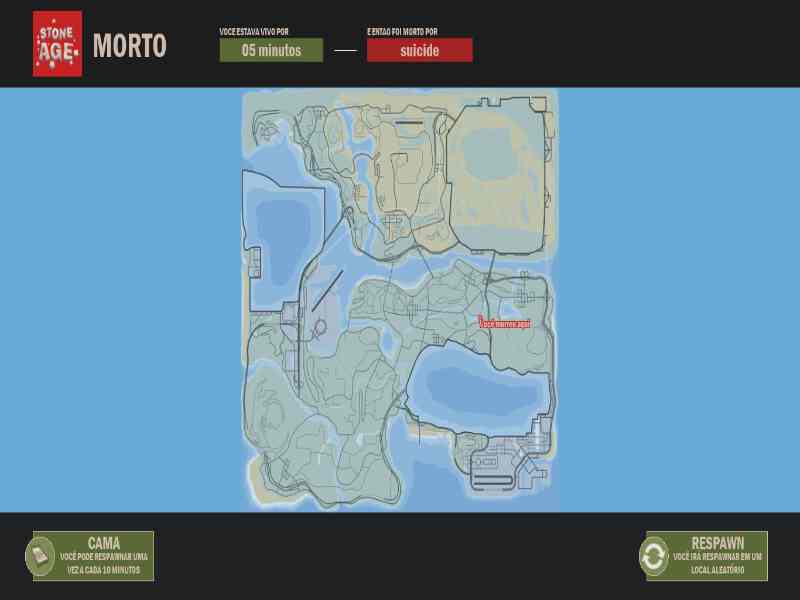 STONE
AGE
MORTO
VOCE ESTAVA VIVO POR
05 minutos
E ENTAO FOI MORTO POR
suicide
Você morreu aqui
CAMA
VOCÊ PODE RESPAWNAR UMA
VEZ A CADA 10 MINUTOS
RESPAWN
VOCÊ IRÁ RESPAWNAR EM UM
LOCAL ALEATÓRIO